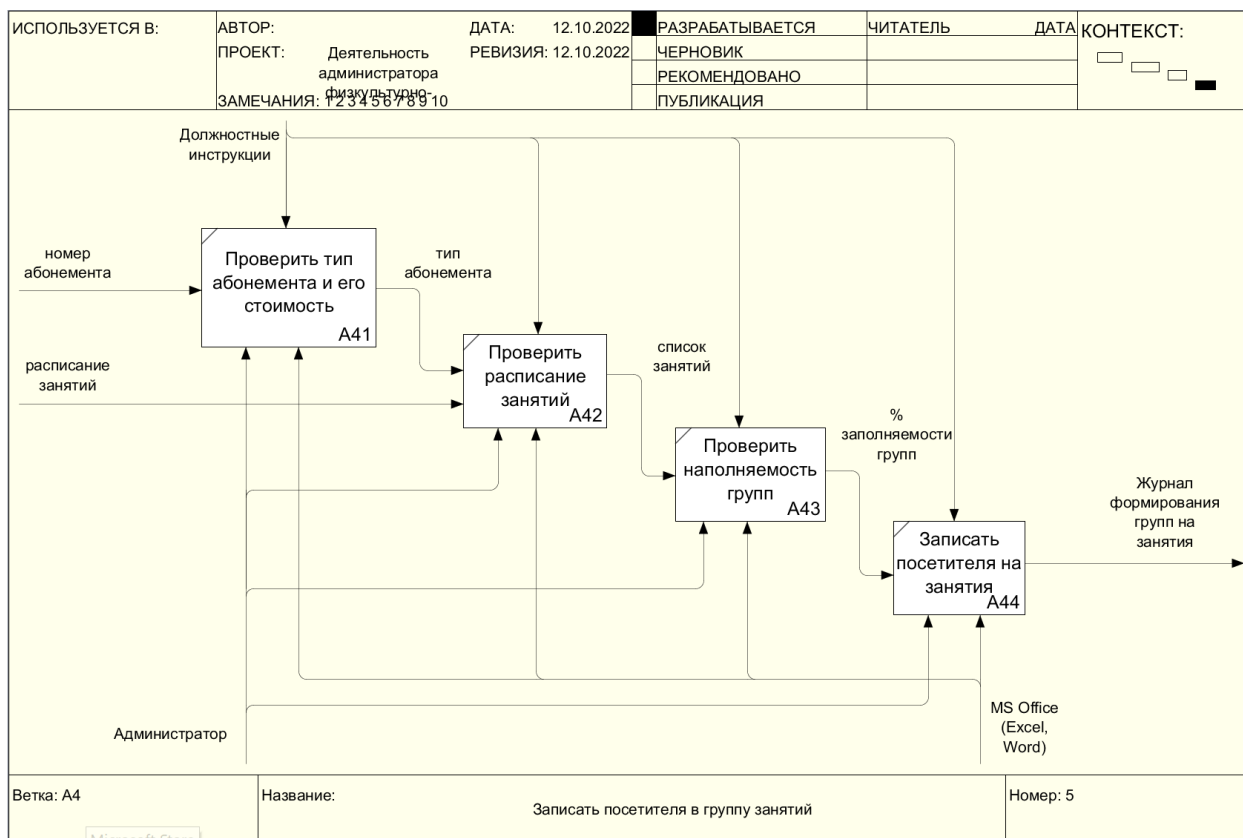 ИСПОЛЬЗУЕТСЯ В:
АВТОР:
ДАТА: 12.10.2022
РАЗРАБАТЫВАЕТСЯ
ЧИТАТЕЛЬ
ДАТА
КОНТЕКСТ:
ПРОЕКТ:
Деятельность
администратора
физкультурно-
РЕВИЗИЯ: 12.10.2022
ЧЕРНОВИК
РЕКОМЕНДОВАНО
ЗАМЕЧАНИЯ: 1 2 3 4 5 6 7 8 9 10
ПУБЛИКАЦИЯ
Должностные
инструкции
номер
абонемента
Проверить тип
абонемента и его
стоимость
A41
тип
абонемента
расписание
занятий
Проверить
расписание
занятий
A42
список
занятий
Проверить
наполняемость
групп
A43
%
заполняемости
групп
Записать
посетителя на
занятия
A44
Журнал
формирования
групп на
занятия
Администратор
MS Office
(Excel,
Word)
Ветка: A4
Название:
Записать посетителя в группу занятий
Номер: 5
Microsoft Store